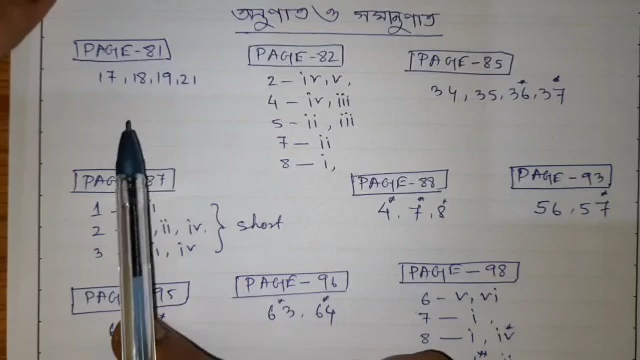 অনুপাত ও সমানুপাত
PAGE-81
17, 18, 19, 21
PAGE-82
2 - iv, v,
4 - iv, iii
5 - ii, iii
7 - ii
8 - i,
PAGE-85
34, 35, 36*, 37*
87
1 - i
2 - , ii, iv.
3 - i, iv
short
PAGE-88
4*, 7*, 8*
PAGE-93
56, 57*
95
PAGE-96
63*, 64*
PAGE-98
6 - v, vi
7 - i,
8 - i, iv*